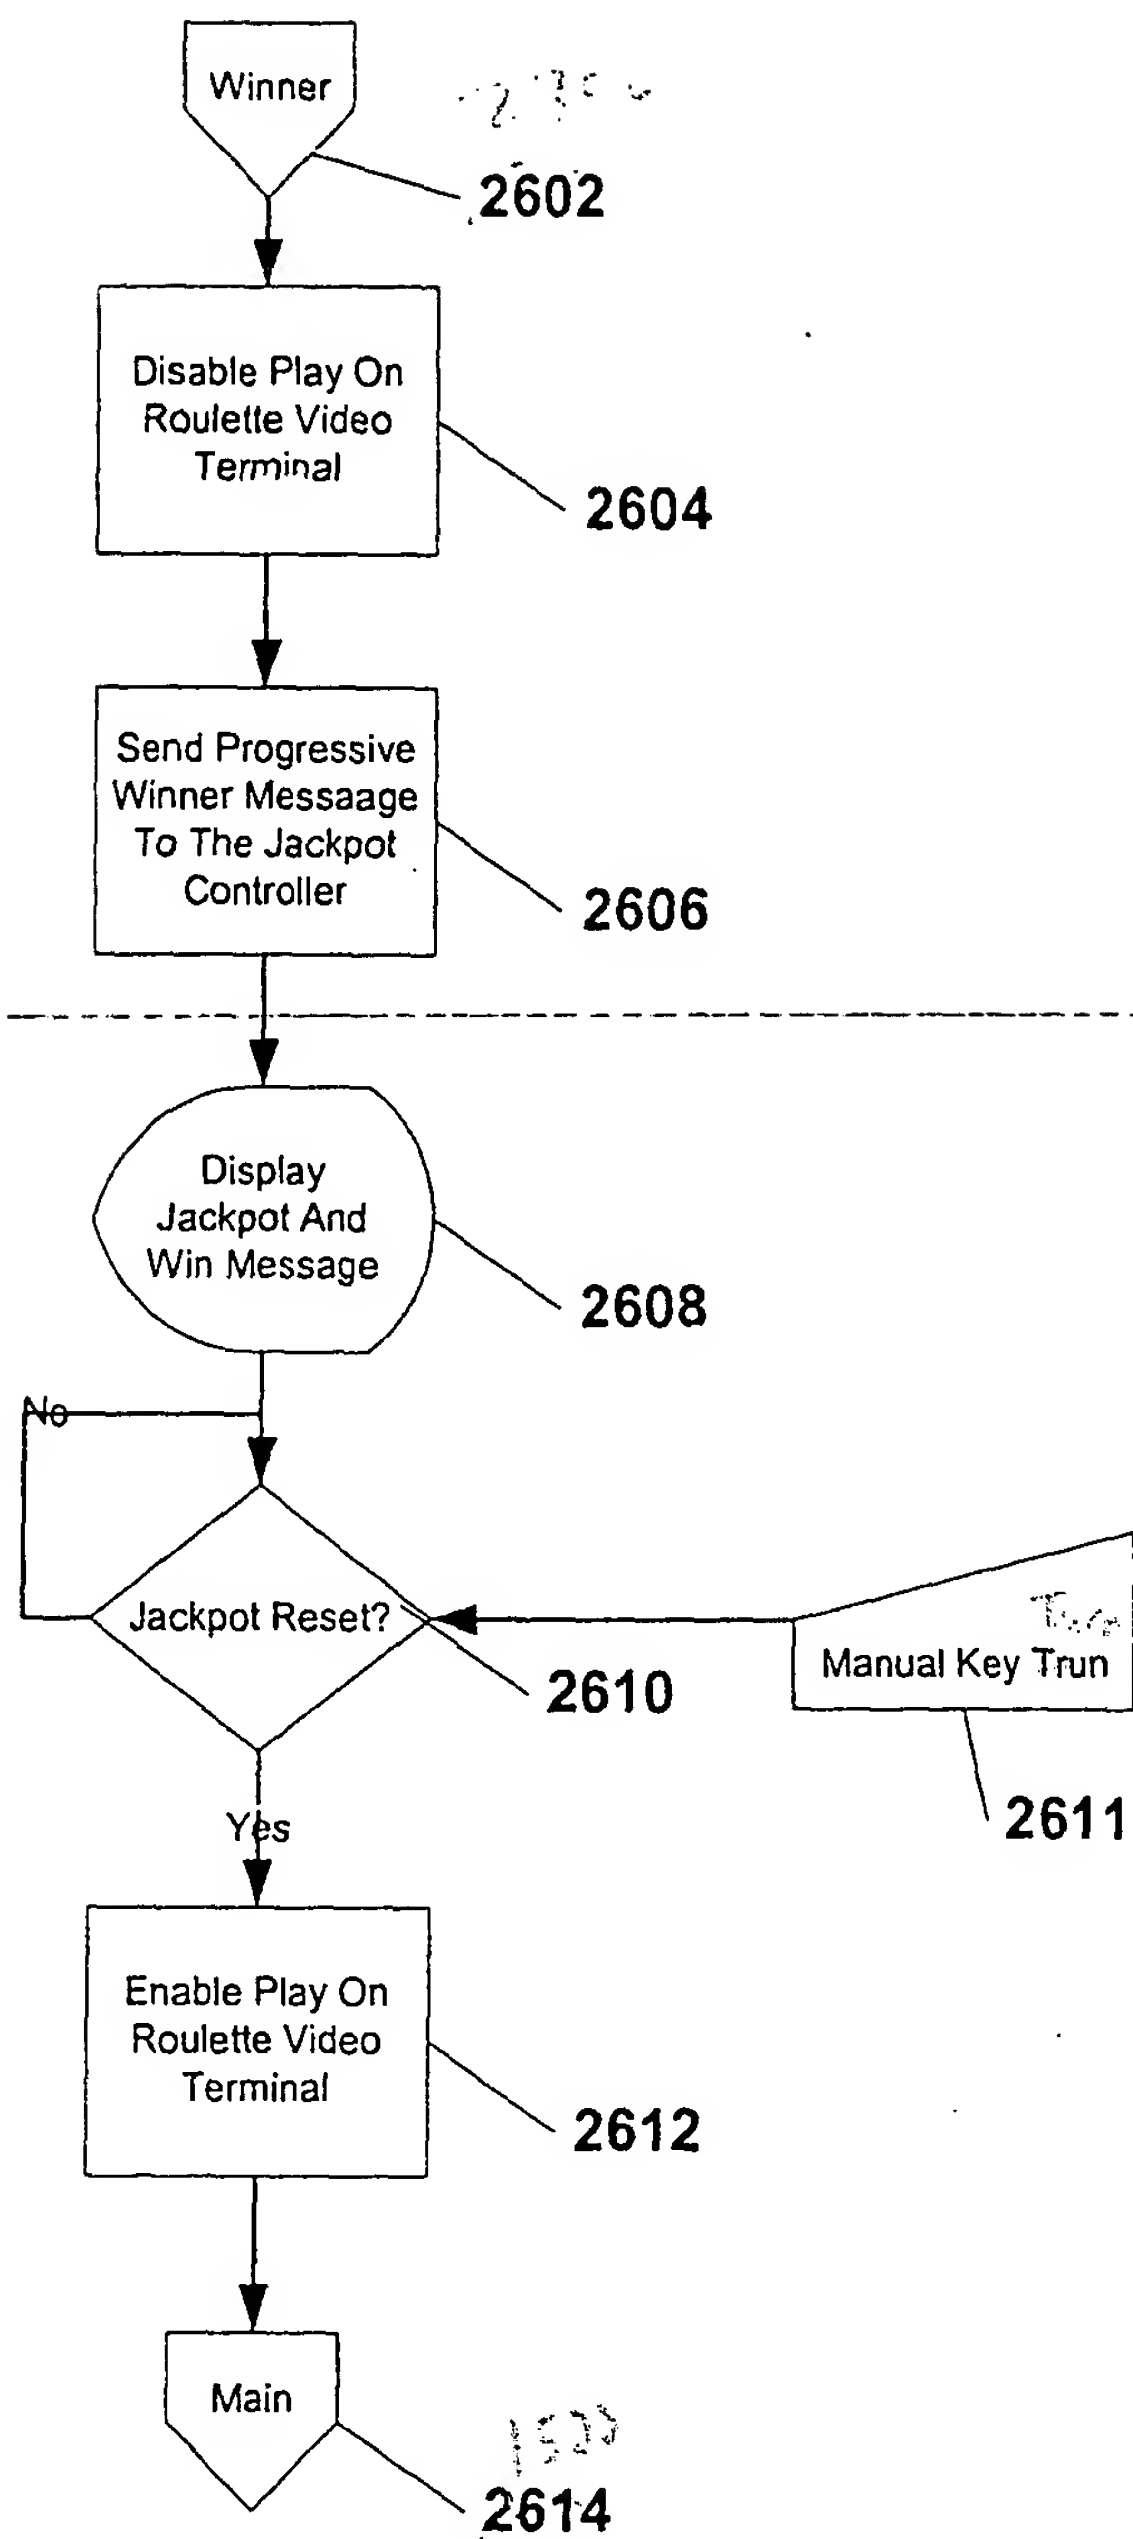 Winner
2602
Disable Play On
Roulette Video
Terminal
2604
Send Progressive
Winner Messaage
To The Jackpot
Controller
2606
Display
Jackpot And
Win Message
2608
No
Jackpot Reset?
2610
Manual Key Trun
2611
Yes
Enable Play On
Roulette Video
Terminal
2612
Main
2614